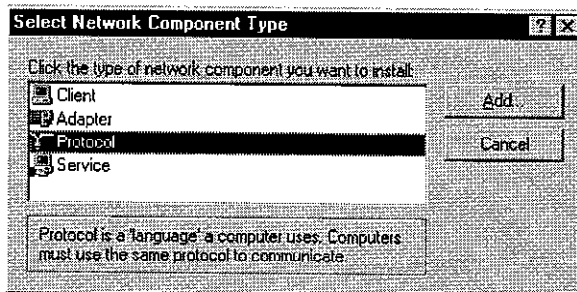 Select Network Component Type
Click the type of network component you want to install:
Client
Adapter
Protocol
Service
Add...
Cancel
Protocol is a 'language' a computer uses. Computers
must use the same protocol to communicate.